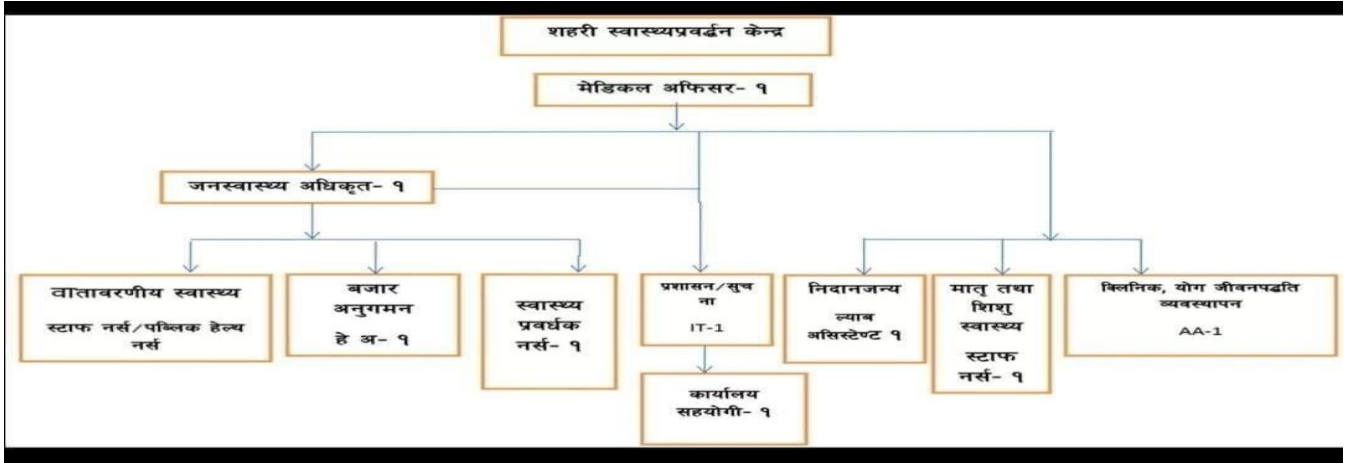 शहरी स्वास्थ्यप्रवर्द्धन केन्द्र
मेडिकल अफिसर- १
जनस्वास्थ्य अधिकृत- १
वातावरणीय स्वास्थ्य
स्टाफ नर्स/पब्लिक हेल्थ
नर्स
बजार
अनुगमन
हे अ- १
स्वास्थ्य
प्रवर्धक
नर्स- १
प्रशासन/सुच
ना
IT-1
कार्यालय
सहयोगी- १
निदानजन्य
ल्याब
असिस्टेण्ट १
मातृ तथा
शिशु
स्वास्थ्य
स्टाफ
नर्स- १
क्लिनिक, योग जीवनपद्धति
व्यवस्थापन
AA-1